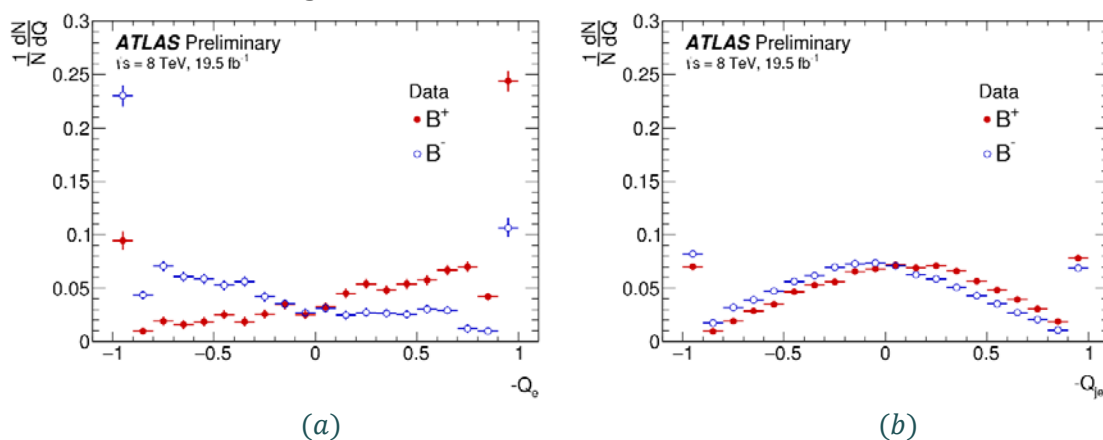 1/N dN/dQ
0.3
0.25
0.2
0.15
0.1
0.05
0
ATLAS Preliminary
√s = 8 TeV, 19.5 fb⁻¹
Data
B⁺
B⁻
−1 −0.5 0 0.5 1
-Qₑ
(a)
1/N dN/dQ
0.3
0.25
0.2
0.15
0.1
0.05
0
ATLAS Preliminary
√s = 8 TeV, 19.5 fb⁻¹
Data
B⁺
B⁻
−1 −0.5 0 0.5 1
(b)